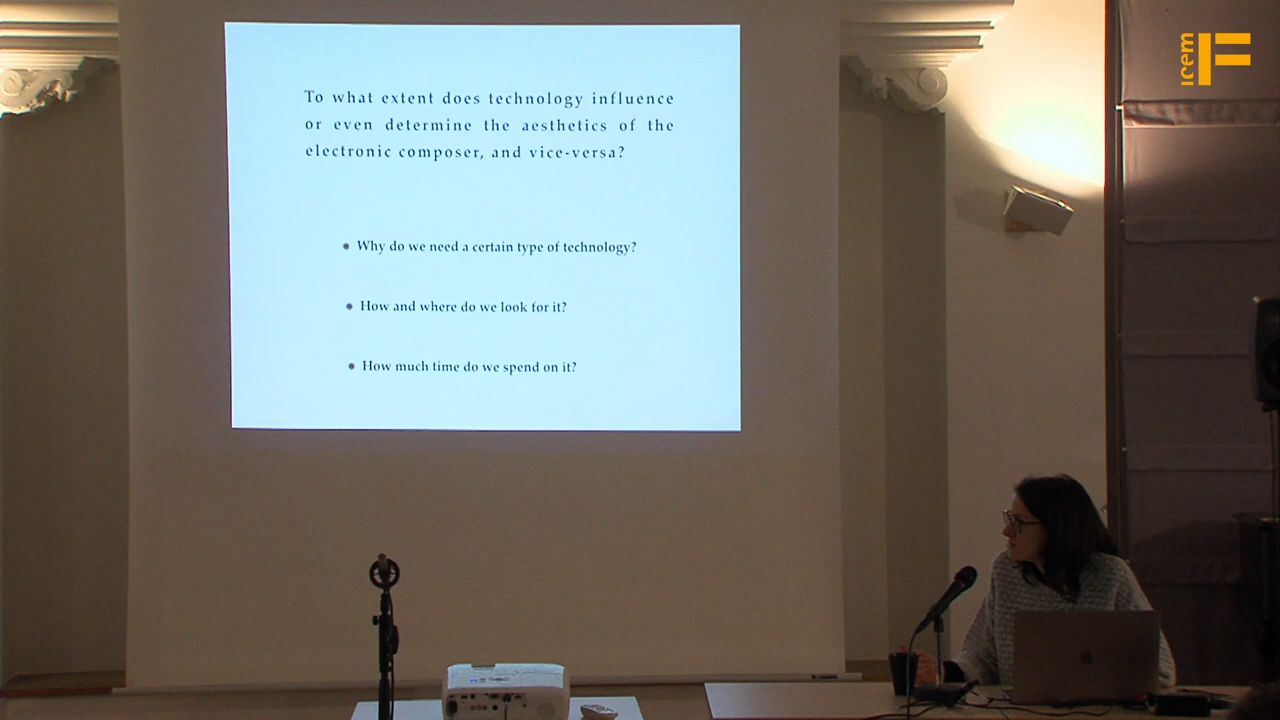 To what extent does technology influence
or even determine the aesthetics of the
electronic composer, and vice-versa?
Why do we need a certain type of technology?
How and where do we look for it?
How much time do we spend on it?
icem
F